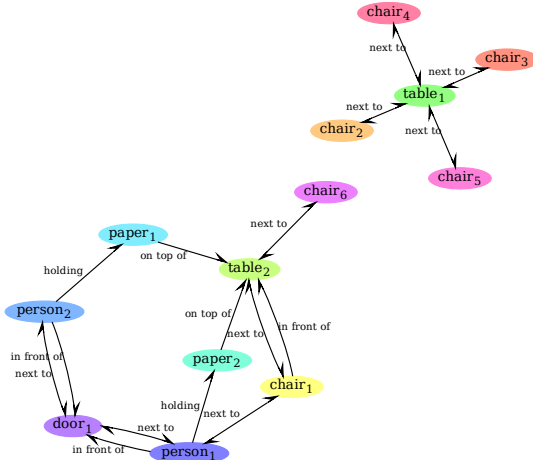 chair4
next to
chair3
next to
table1
next to
chair2
next to
chair5
chair6
next to
paper1
on top of
table2
holding
person2
on top of
in front of
next to
in front of
next to
paper2
chair1
holding
next to
door1
next to
in front of
person1